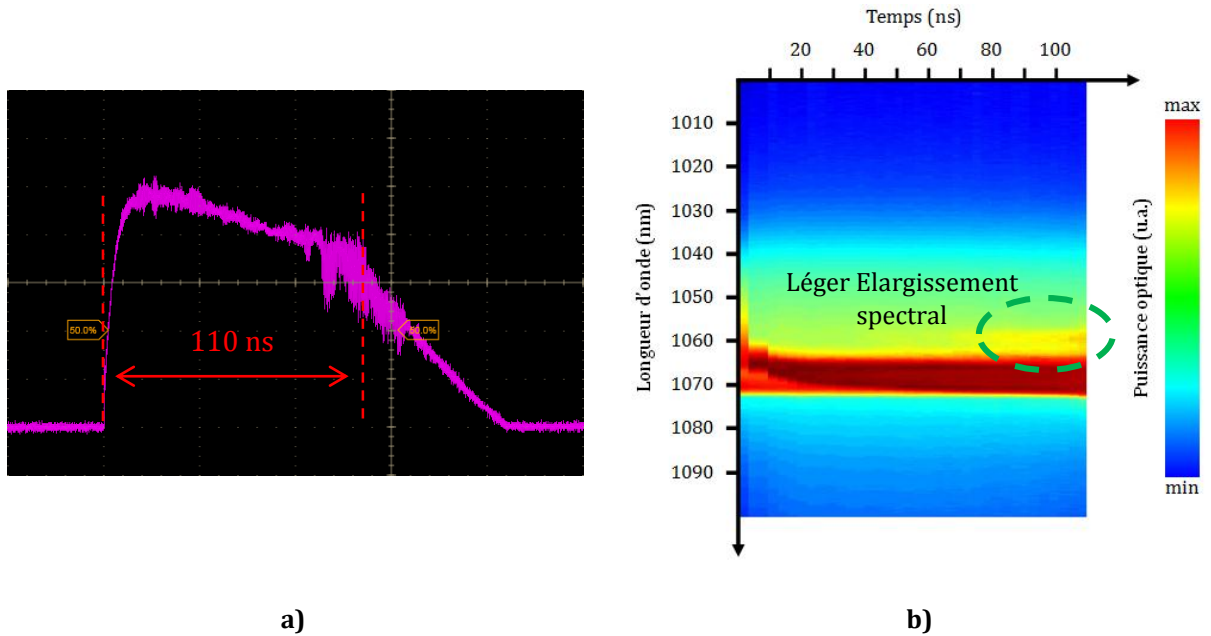 50.0%
50.0%
110 ns
a)
Temps (ns)
20 40 60 80 100
Longueur d'onde (nm)
1010
1020
1030
1040
1050
1060
1070
1080
1090
Léger Elargissement
spectral
Puissance optique (u.a.)
max
min
b)